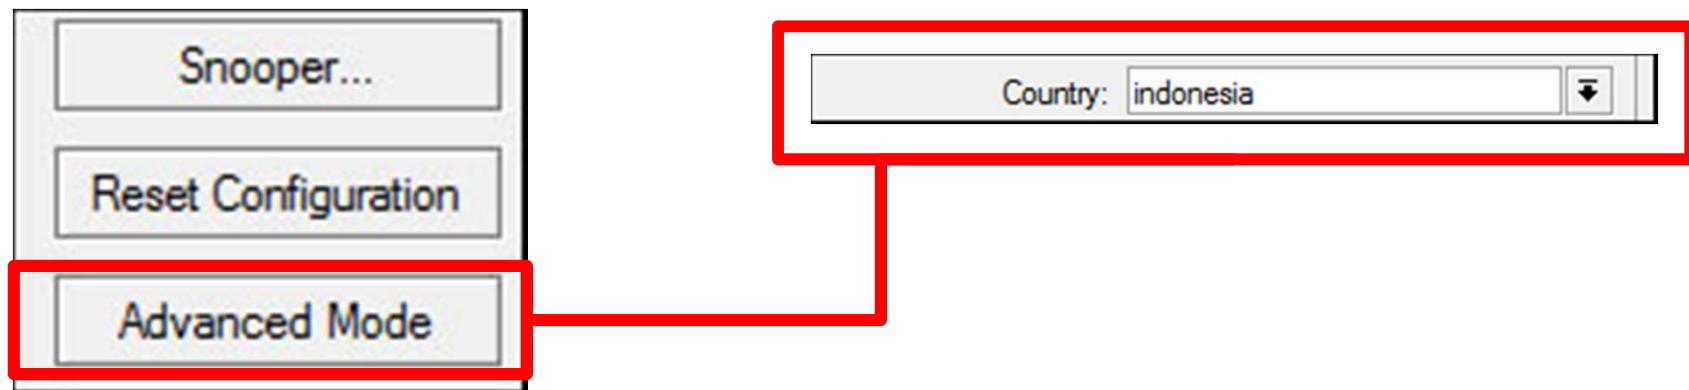 Snooper...
Reset Configuration
Advanced Mode
Country: indonesia